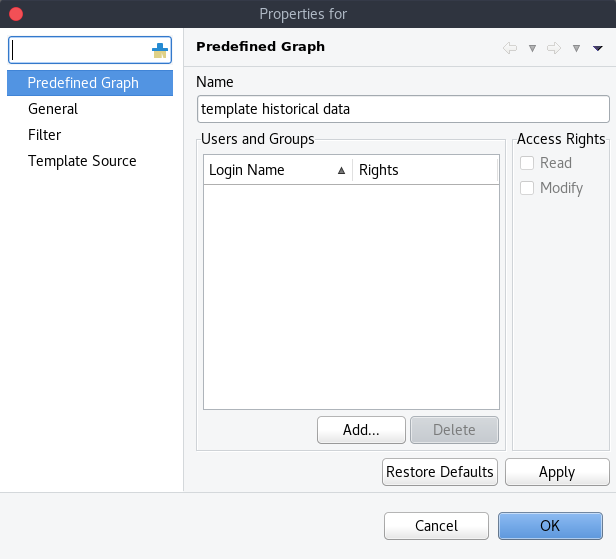 Properties for
Predefined Graph
General
Filter
Template Source
Predefined Graph
Name
template historical data
Users and Groups
Login Name Rights
Add...
Delete
Access Rights
Read
Modify
Restore Defaults
Apply
Cancel
OK